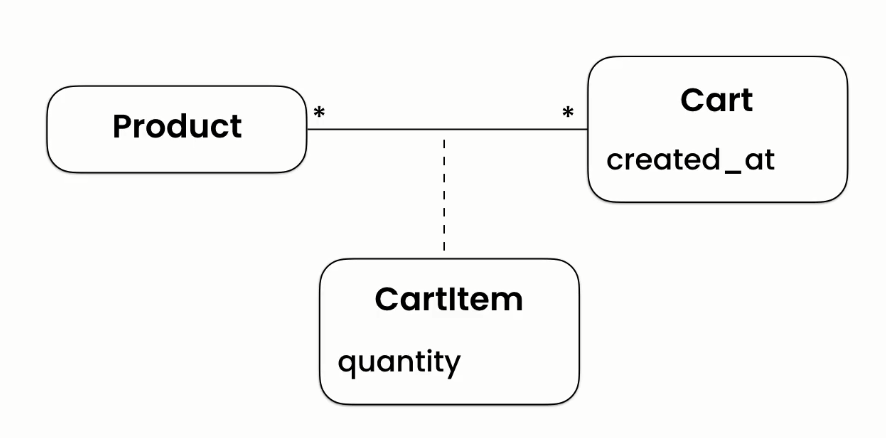 Product
*
*
Cart
created_at
CartItem
quantity